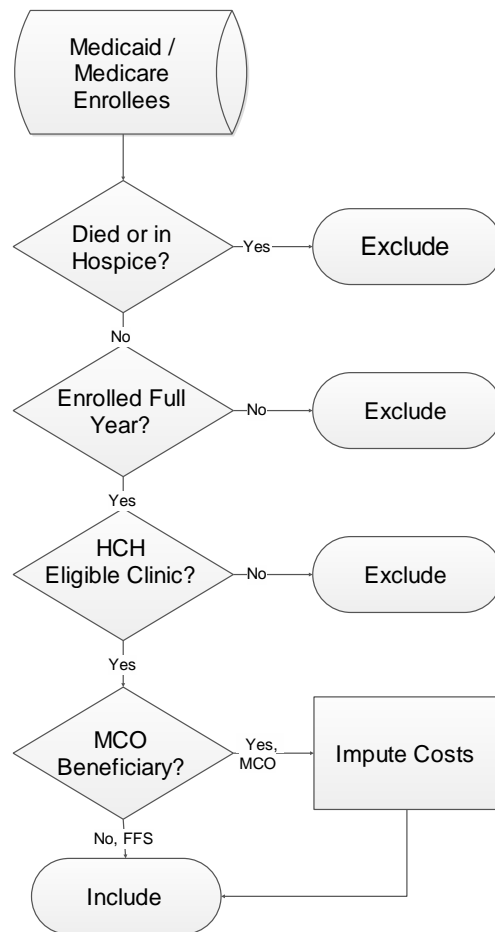 Medicaid /
Medicare
Enrollees
Died or in
Hospice?
Yes
Exclude
No
Enrolled Full
Year?
No
Exclude
Yes
HCH
Eligible Clinic?
No
Exclude
Yes
MCO
Beneficiary?
Yes,
MCO
Impute Costs
No, FFS
Include